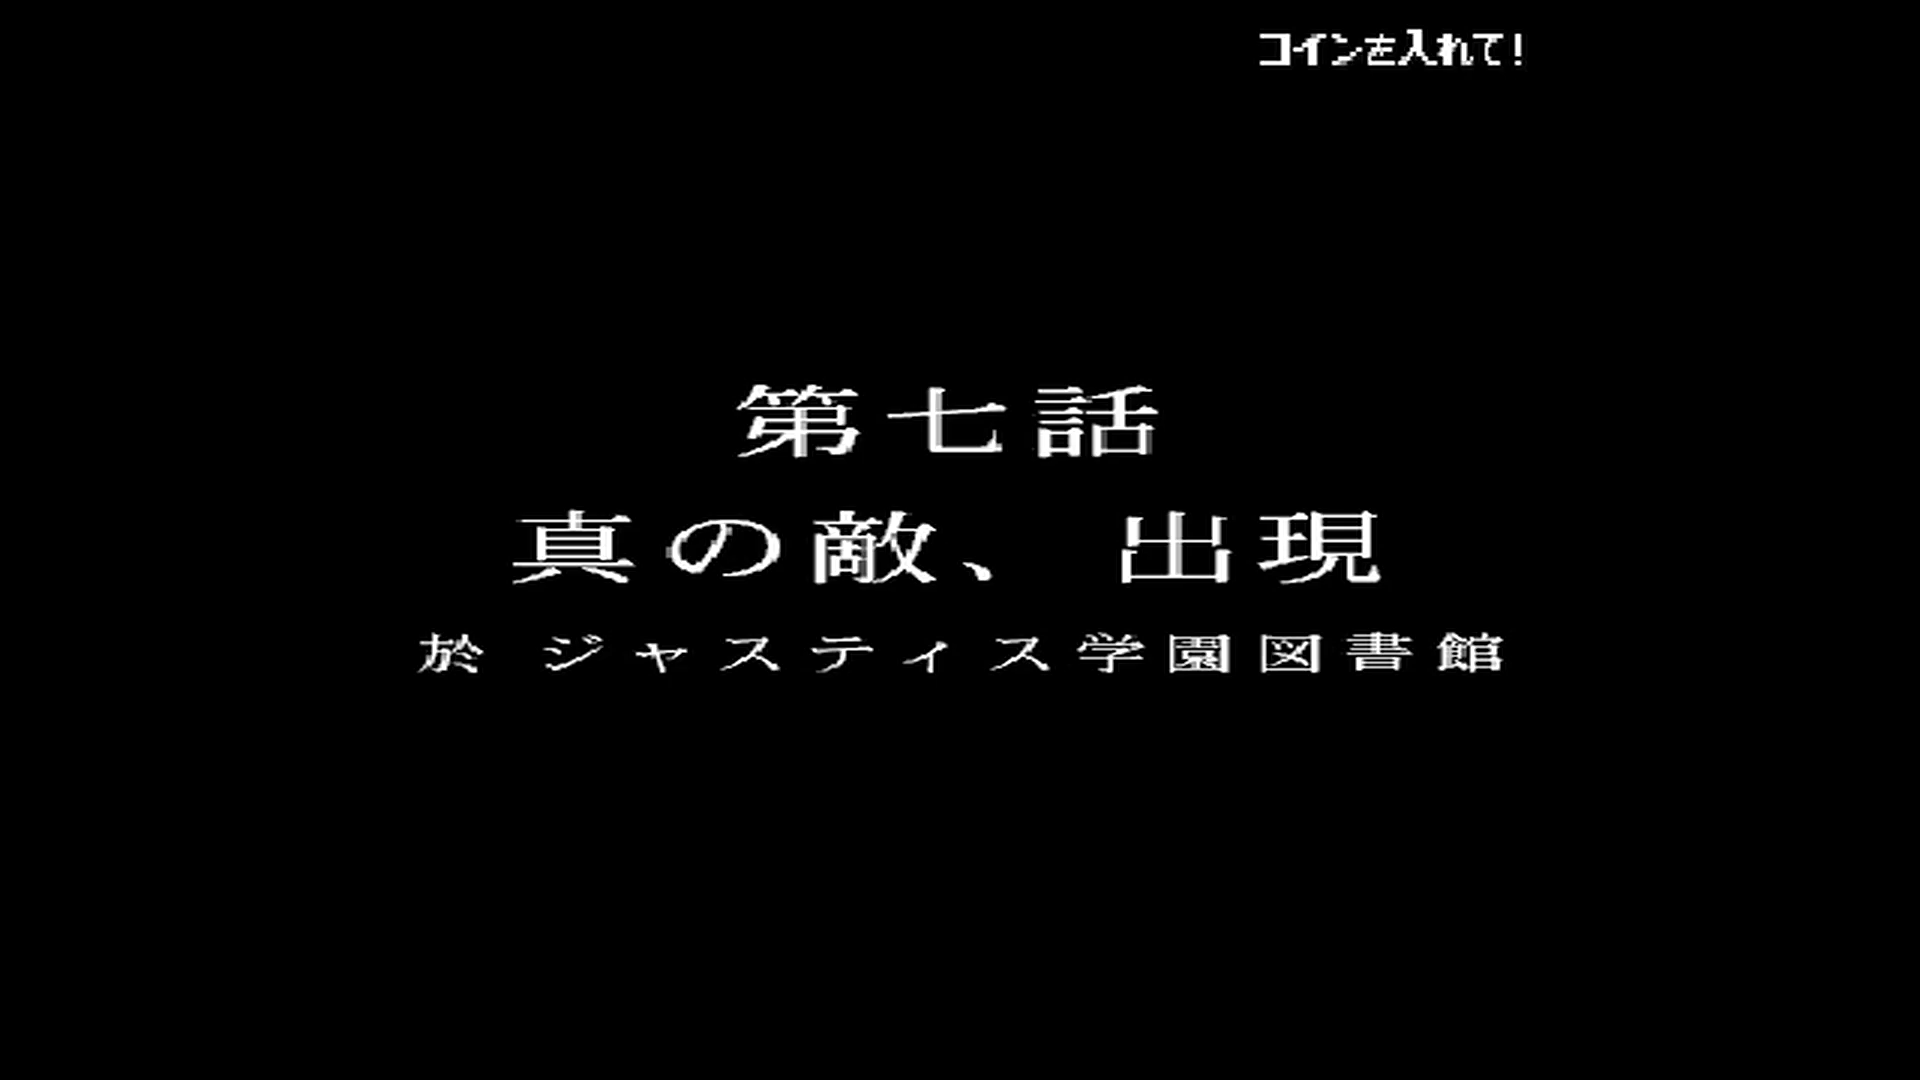 コインを入れて!
第七話
真の敵、出現
於 ジャスティス学園図書館